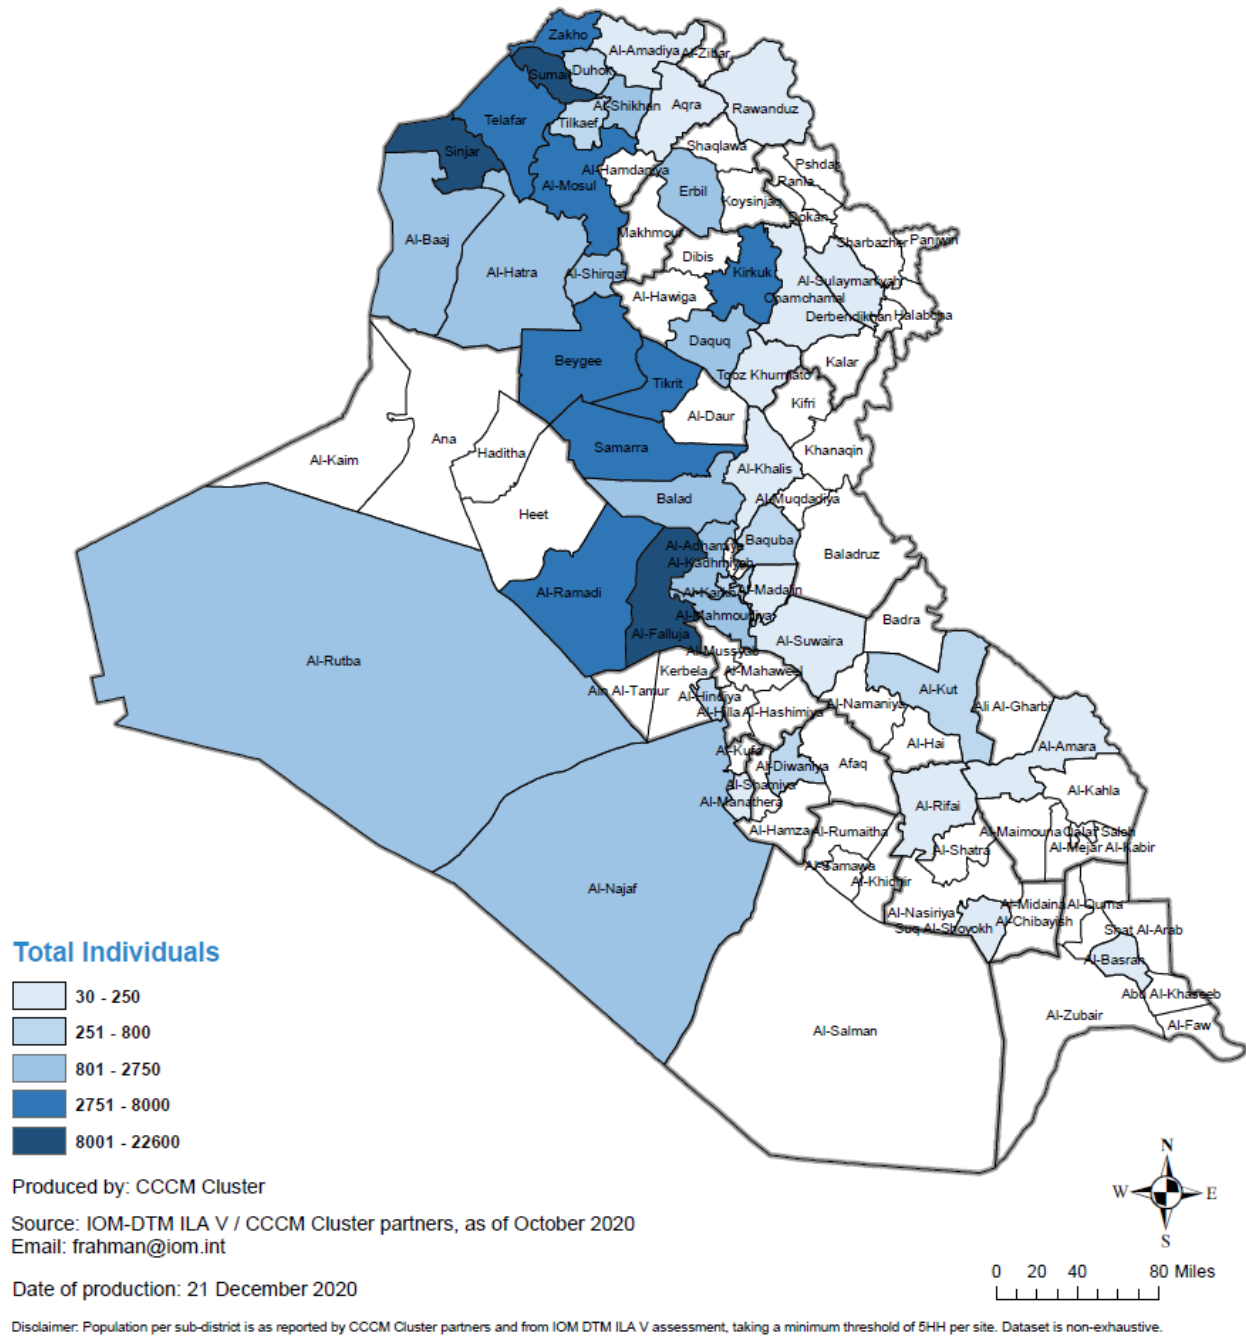 Zakho
Al-Amadiya
Al-Zibar
Sumal
Duhok
Al-Shikhan
Aqra
Rawanduz
Telafar
Tilkaef
Shaqlawa
Sinjar
Al-Mosul
Al-Hamdaniya
Pshdar
Rania
Erbil
Koysinjaq
Dokan
Al-Baaj
Makhmour
Sharbazher
Panjwin
Al-Hatra
Al-Shirqat
Dibis
Kirkuk
Al-Sulaymaniyah
Al-Hawiga
Chamchamal
Derbendikhan
Halabcha
Daquq
Beygee
Tikrit
Tooz Khurmato
Kalar
Al-Daur
Kifri
Ana
Haditha
Samarra
Khanaqin
Al-Kaim
Al-Khalis
Balad
Al-Muqdadiya
Heet
Al-Adhamiya
Baquba
Baladruz
Al-Kadhmiyah
Al-Ramadi
Al-Karkh
Al-Madain
Al-Mahmoudiya
Badra
Al-Falluja
Al-Suwaira
Al-Rutba
Al-Mussyab
Kerbela
Al-Mahaweel
Ain Al-Tamur
Al-Hindiya
Al-Kut
Al-Hilla
Al-Hashimiya
Al-Namaniya
Ali Al-Gharbi
Al-Kufa
Al-Hai
Al-Amara
Al-Diwaniya
Afaq
Al-Shamiya
Al-Kahla
Al-Manathera
Al-Rifai
Al-Hamza
Al-Rumaitha
Al-Maimouna
Qalat Saleh
Al-Shatra
Al-Mejar Al-Kabir
Al-Samawa
Al-Khidhir
Al-Najaf
Al-Midaina
Al-Qurna
Al-Nasiriya
Al-Chibayish
Suq Al-Shoyokh
Shat Al-Arab
Al-Basrah
Abu Al-Khaseeb
Al-Zubair
Al-Faw
Al-Salman
Total Individuals
30 - 250
251 - 800
801 - 2750
2751 - 8000
8001 - 22600
N
W E
S
Produced by: CCCM Cluster
Source: IOM-DTM ILA V / CCCM Cluster partners, as of October 2020
Email: frahman@iom.int
0 20 40 80 Miles
Date of production: 21 December 2020
Disclaimer: Population per sub-district is as reported by CCCM Cluster partners and from IOM DTM ILA V assessment, taking a minimum threshold of 5HH per site. Dataset is non-exhaustive.